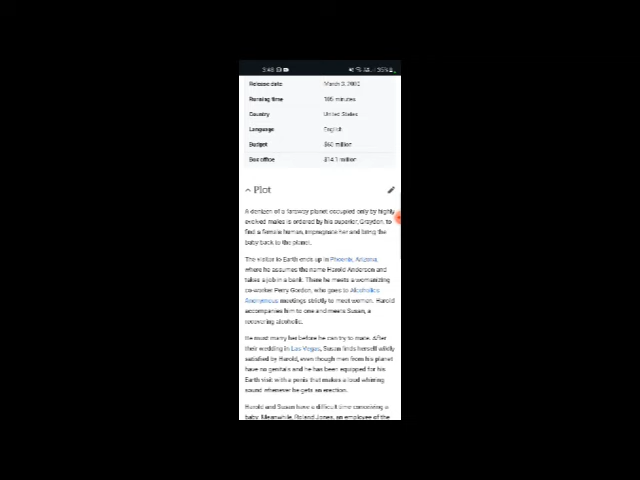 Release date March 3, 2000
Running time 105 minutes
Country United States
Language English
Budget $60 million
Box office $14.1 million
Plot
A denizen of a faraway planet occupied only by highly
evolved males is ordered by his superior, Graydon, to
find a female human, impregnate her and bring the
baby back to the planet.
The visitor to Earth ends up in Phoenix, Arizona,
where he assumes the name Harold Anderson and
takes a job in a bank. There he meets a womanizing
co-worker Perry Gordon, who goes to Alcoholics
Anonymous meetings strictly to meet women. Harold
accompanies him to one and meets Susan, a
recovering alcoholic.
He must marry her before he can try to mate. After
their wedding in Las Vegas, Susan finds herself wildly
satisfied by Harold, even though men from his planet
have no genitals and he has been equipped for his
Earth visit with a penis that makes a loud whirring
sound whenever he gets an erection.
Harold and Susan have a difficult time conceiving a
baby. Meanwhile, Roland Jones, an employee of the